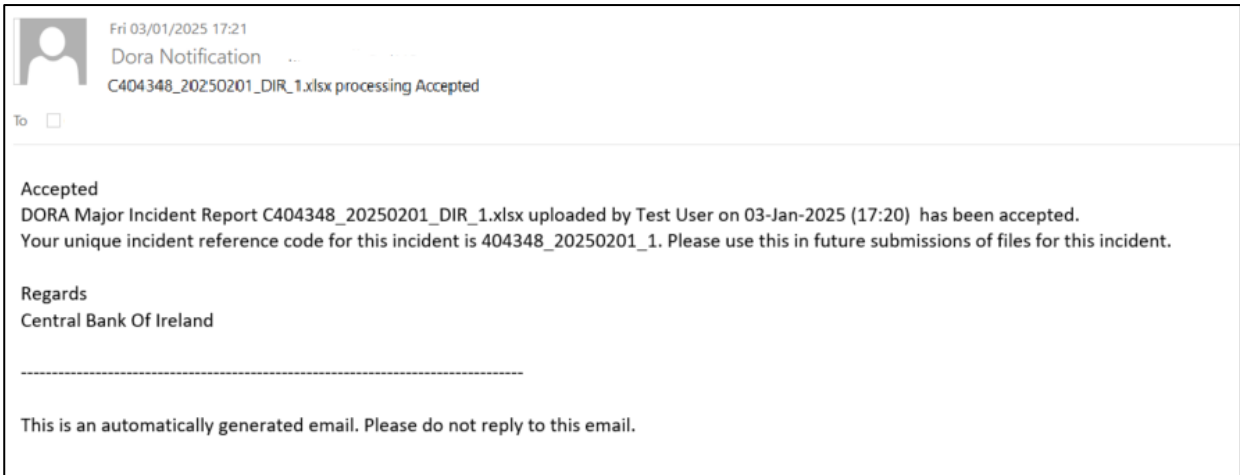 Fri 03/01/2025 17:21
Dora Notification
C404348_20250201_DIR_1.xlsx processing Accepted
To
Accepted
DORA Major Incident Report C404348_20250201_DIR_1.xlsx uploaded by Test User on 03-Jan-2025 (17:20) has been accepted.
Your unique incident reference code for this incident is 404348_20250201_1. Please use this in future submissions of files for this incident.
Regards
Central Bank Of Ireland
--------------------------------------------------------------------------------
This is an automatically generated email. Please do not reply to this email.